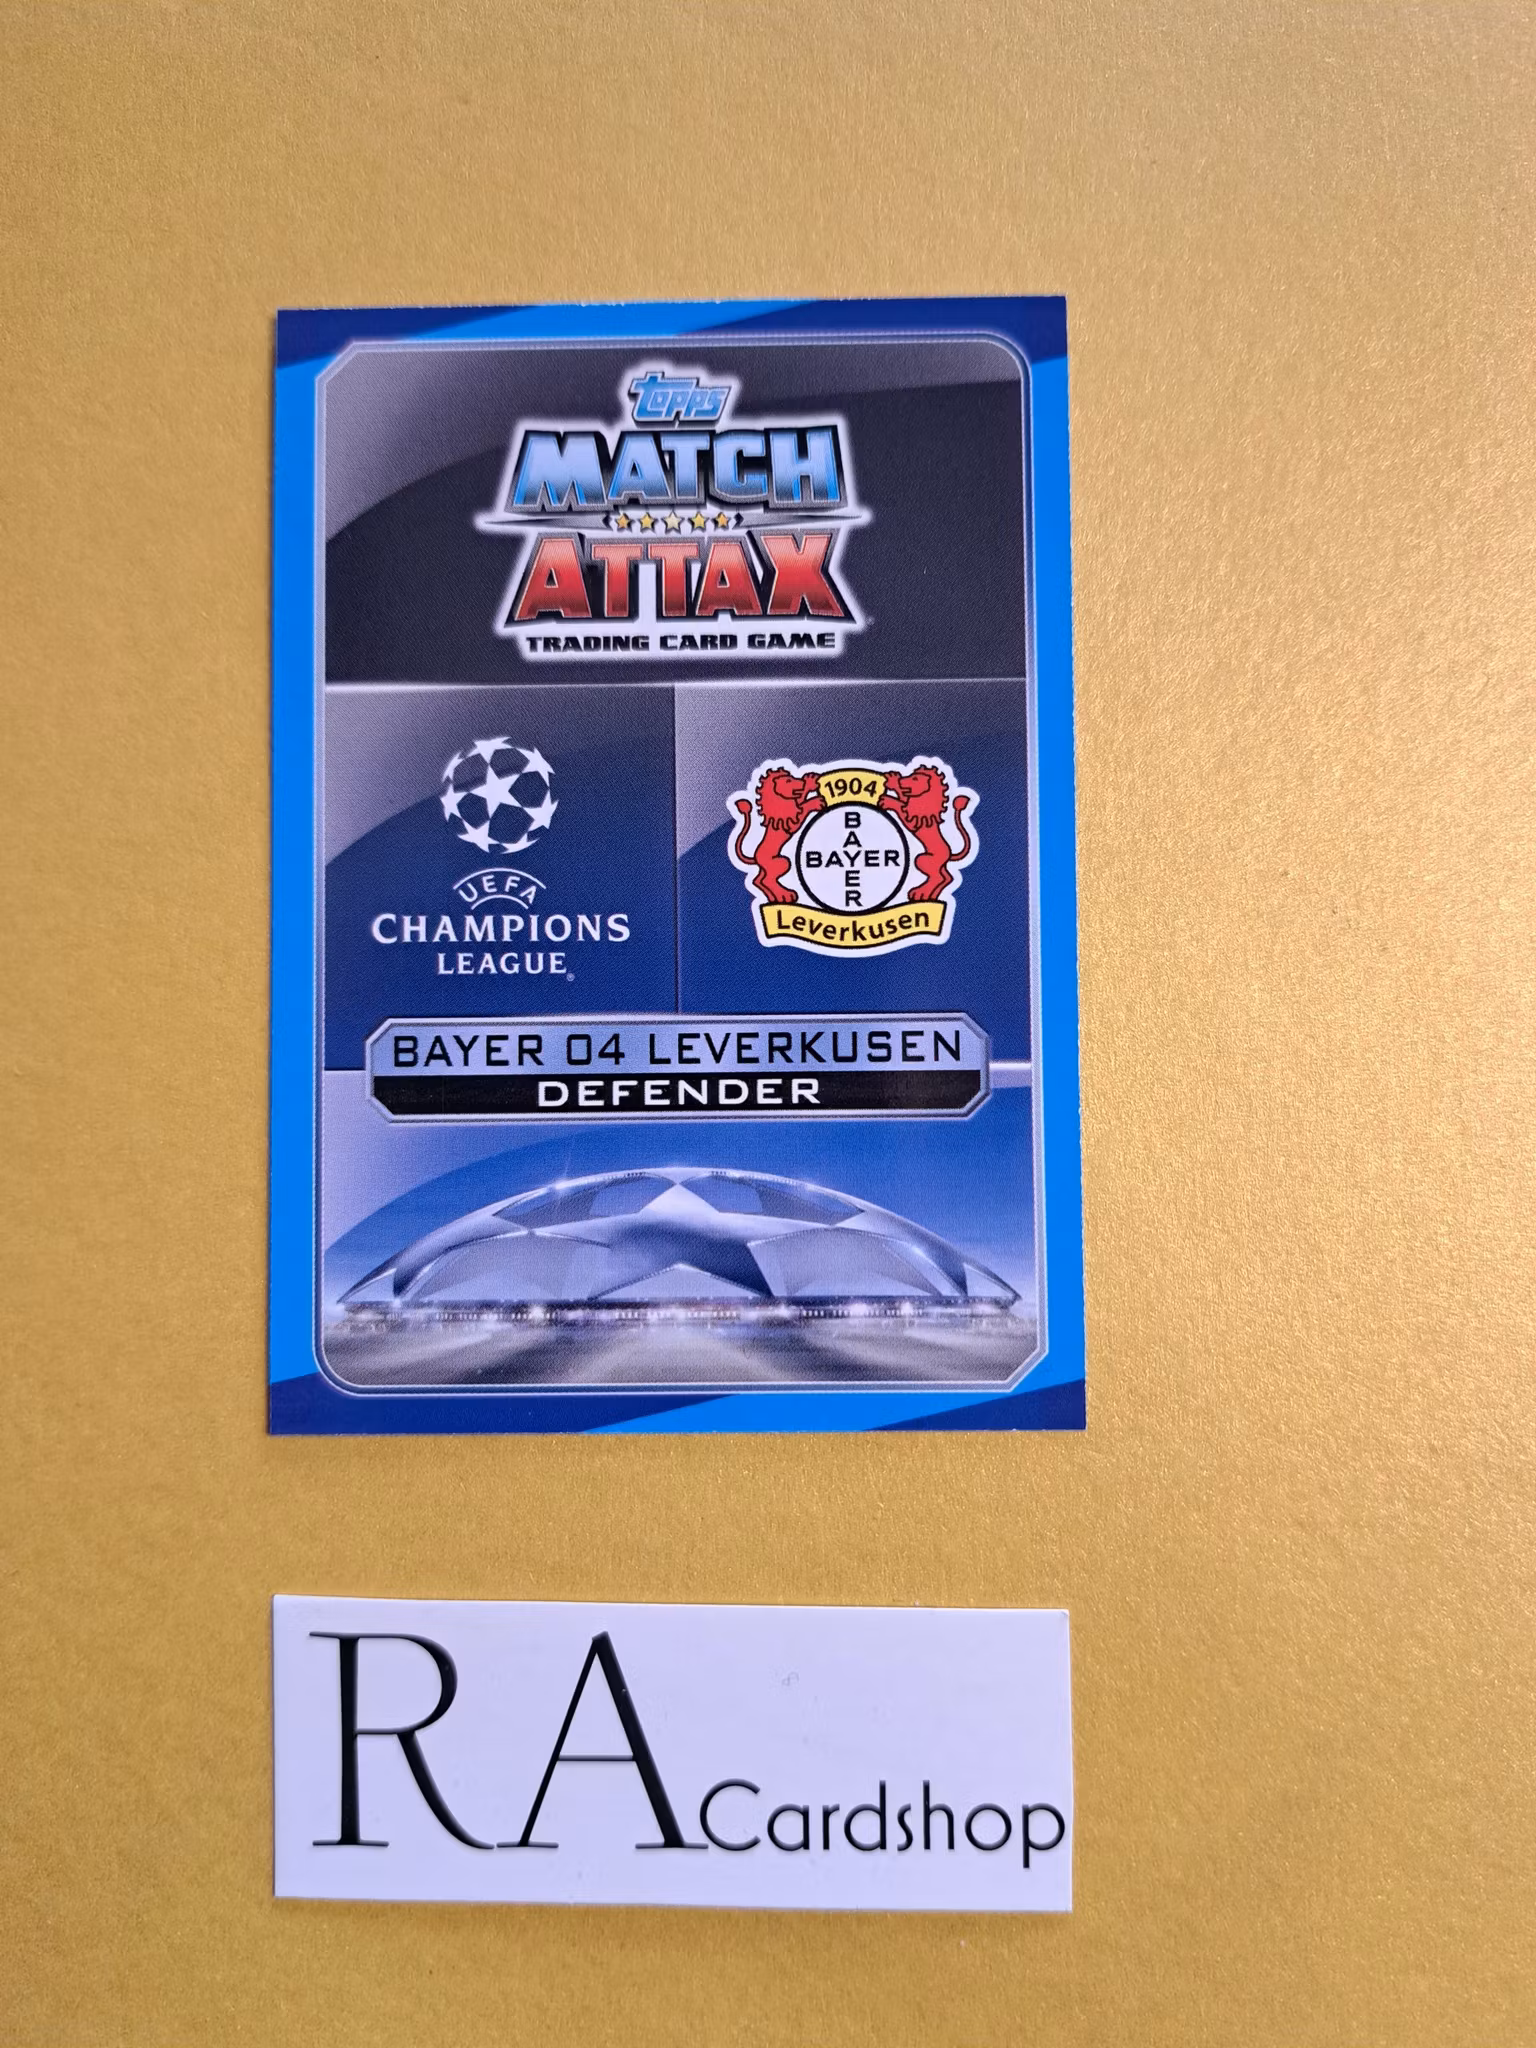 topps
MATCH
ATTAX
TRADING CARD GAME
UEFA
CHAMPIONS
LEAGUE®
1904
BAYER
BAYER
Leverkusen
BAYER 04 LEVERKUSEN
DEFENDER
RA Cardshop